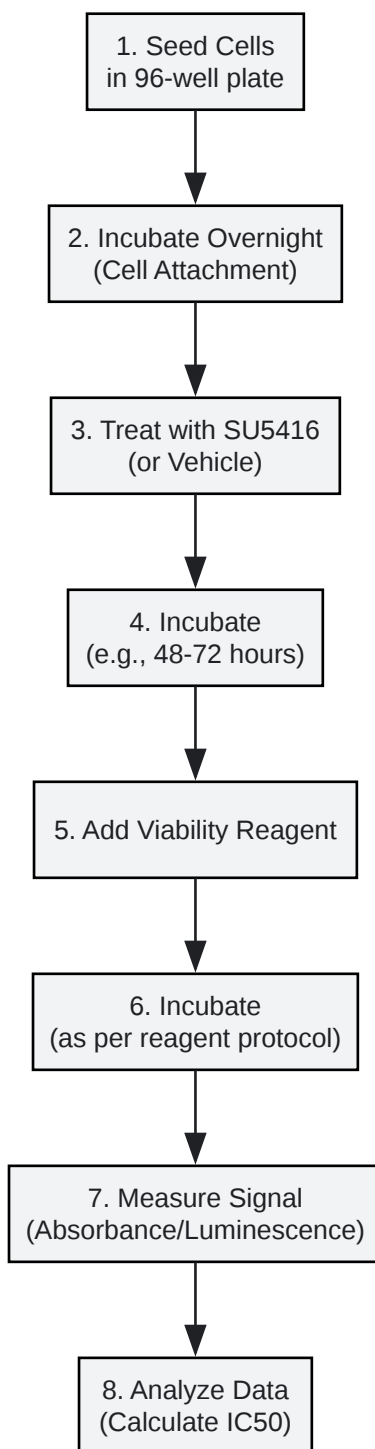 1. Seed Cells
in 96-well plate
2. Incubate Overnight
(Cell Attachment)
3. Treat with SU5416
(or Vehicle)
4. Incubate
(e.g., 48-72 hours)
5. Add Viability Reagent
6. Incubate
(as per reagent protocol)
7. Measure Signal
(Absorbance/Luminescence)
8. Analyze Data
(Calculate IC50)